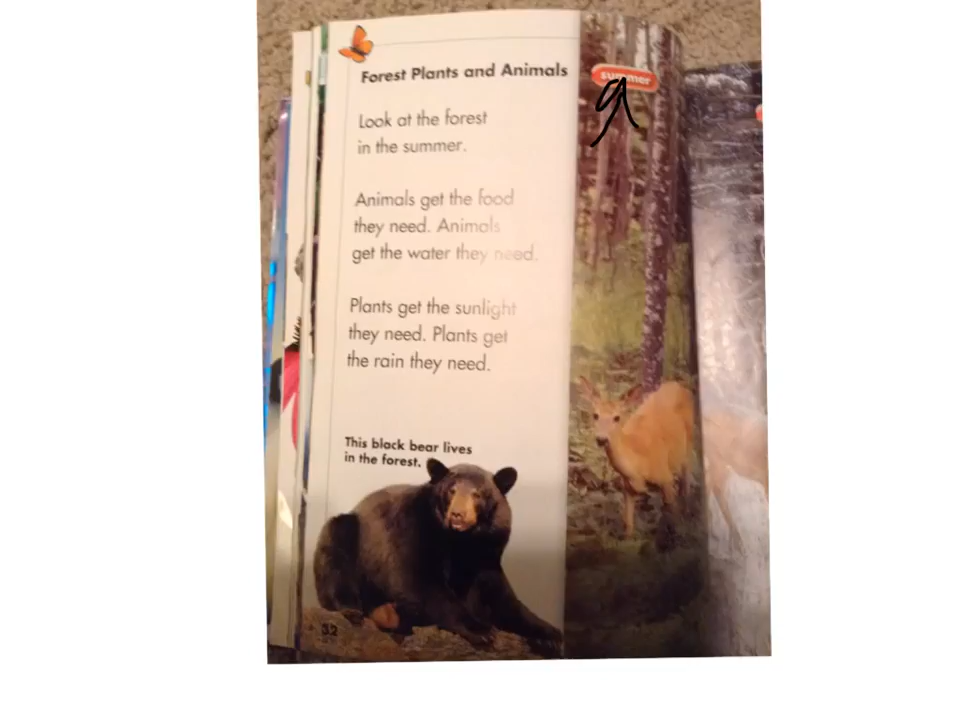 Forest Plants and Animals
summer
Look at the forest
in the summer.
Animals get the food
they need. Animals
get the water they need.
Plants get the sunlight
they need. Plants get
the rain they need.
This black bear lives
in the forest.
32